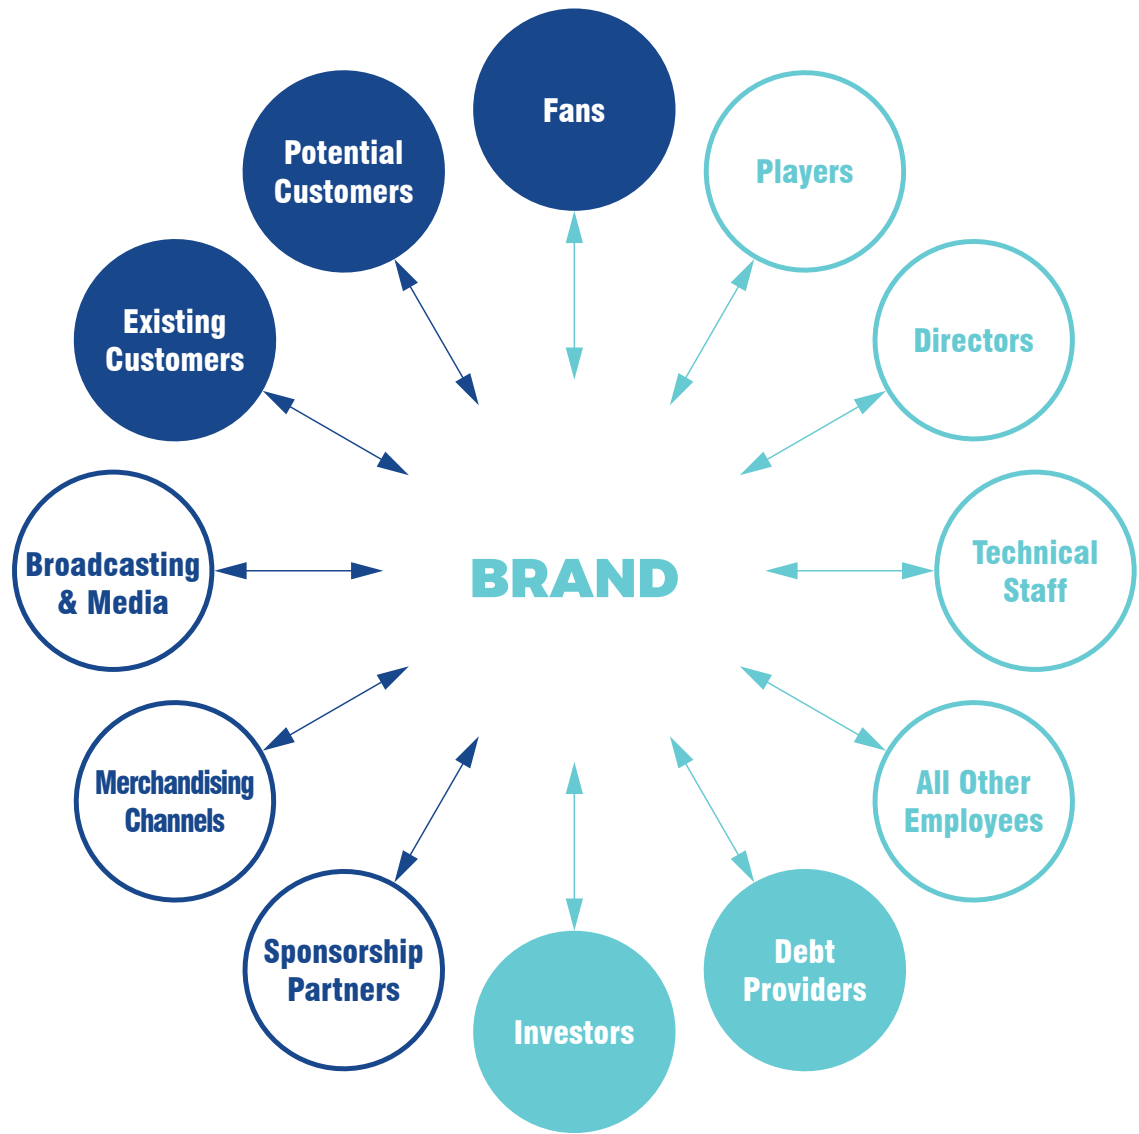 Fans
Players
Directors
Technical
Staff
All Other
Employees
Debt
Providers
Investors
Sponsorship
Partners
Merchandising
Channels
Broadcasting
& Media
Existing
Customers
Potential
Customers
BRAND